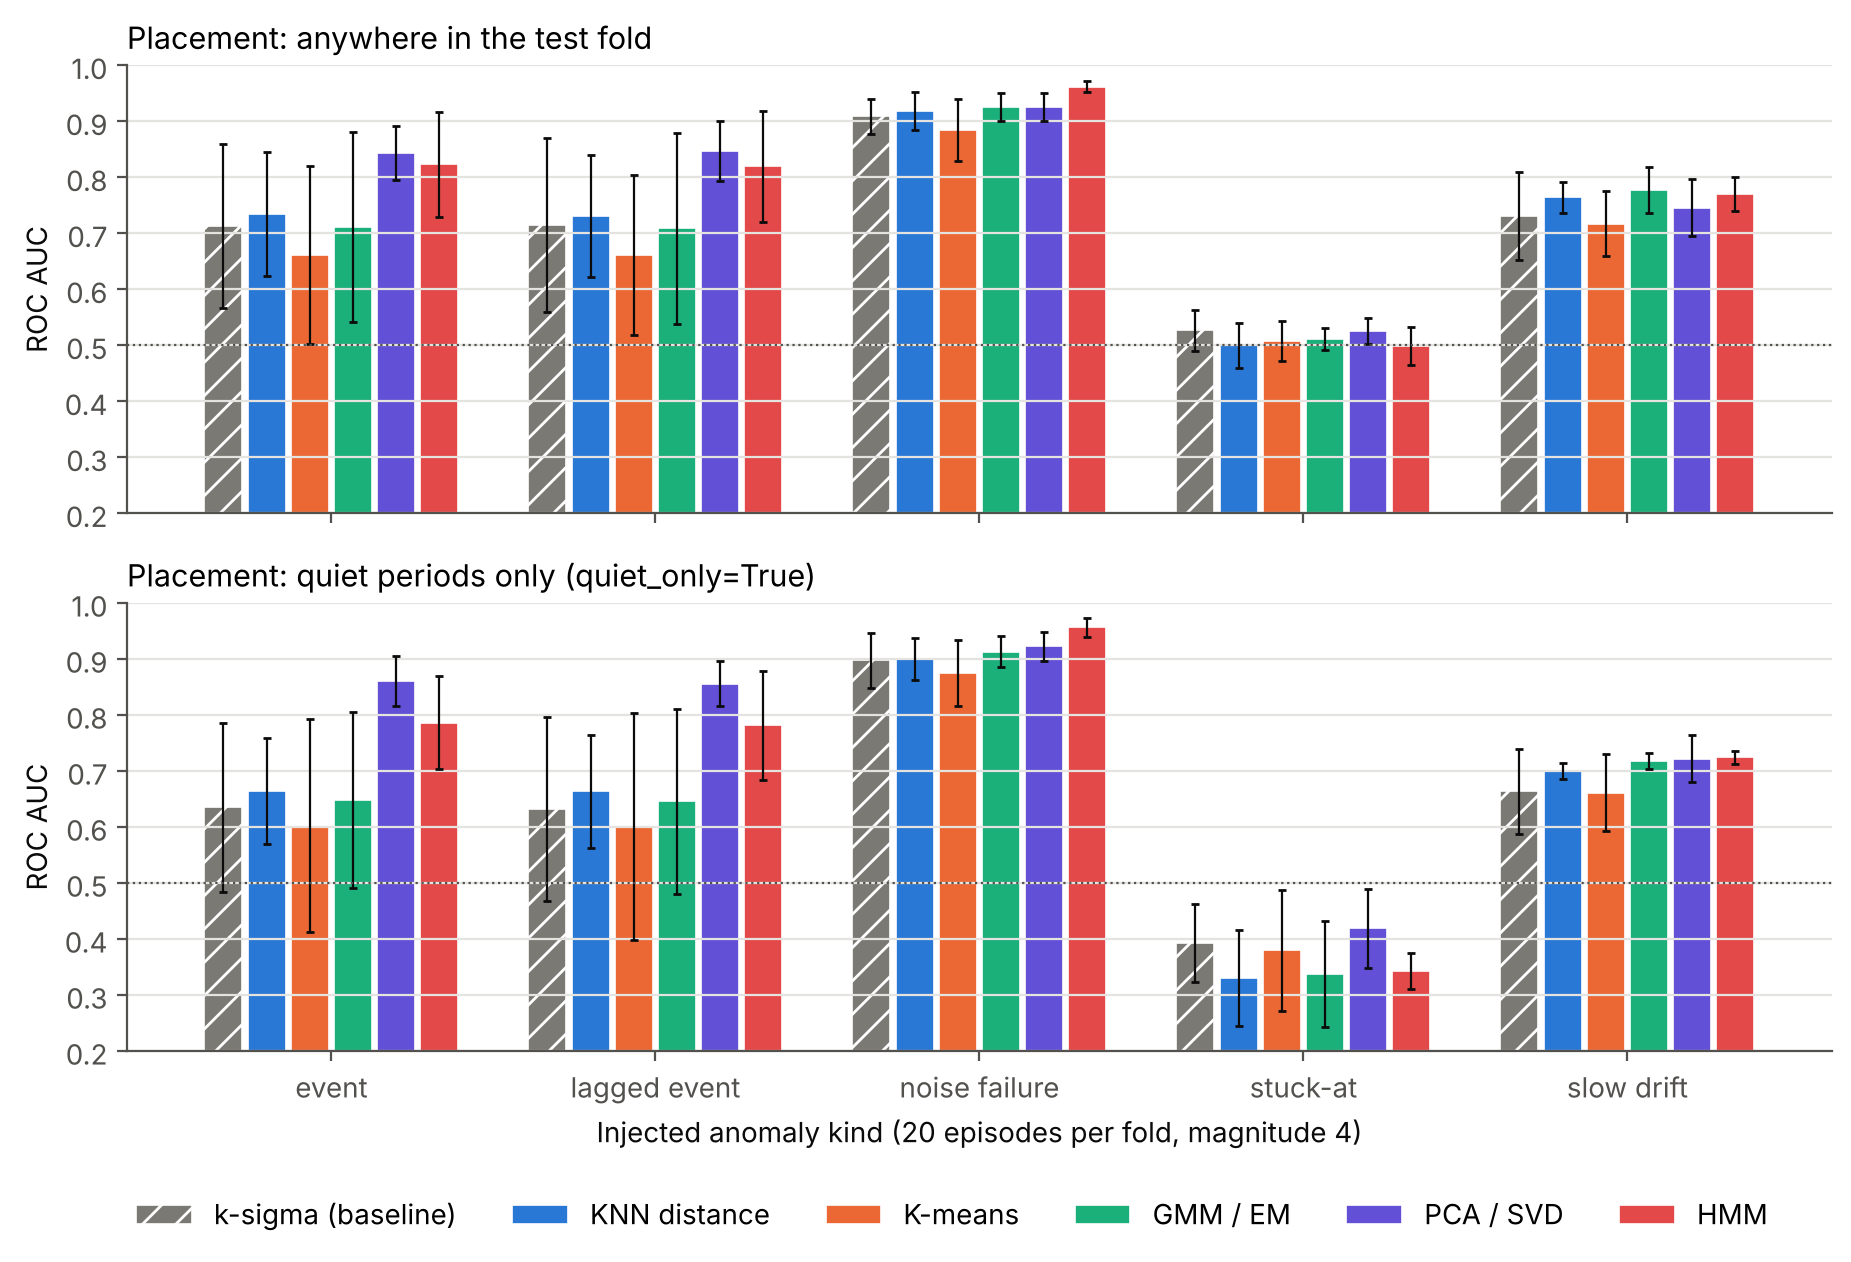 Placement: anywhere in the test fold
1.0
0.9
0.8
0.7
0.6
0.5
0.4
0.3
0.2
ROC AUC
Placement: quiet periods only (quiet_only=True)
1.0
0.9
0.8
0.7
0.6
0.5
0.4
0.3
0.2
ROC AUC
event lagged event noise failure stuck-at slow drift
Injected anomaly kind (20 episodes per fold, magnitude 4)
k-sigma (baseline) KNN distance K-means GMM / EM PCA / SVD HMM